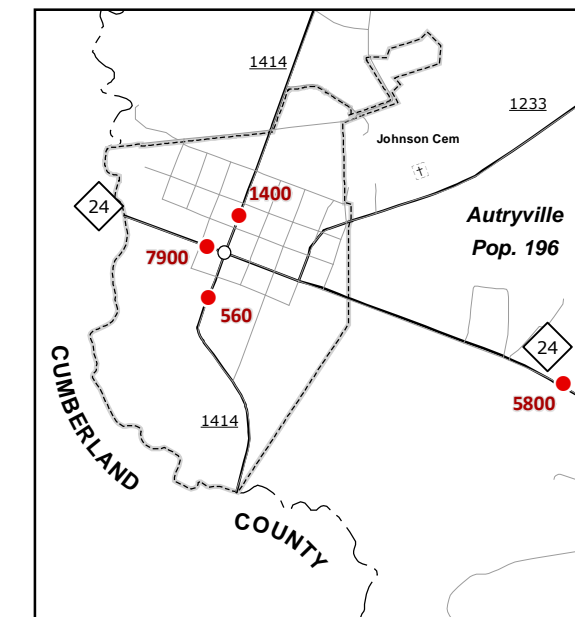 1414
1233
Johnson Cem
1400
24
Autryville
Pop. 196
7900
560
24
5800
1414
CUMBERLAND
COUNTY